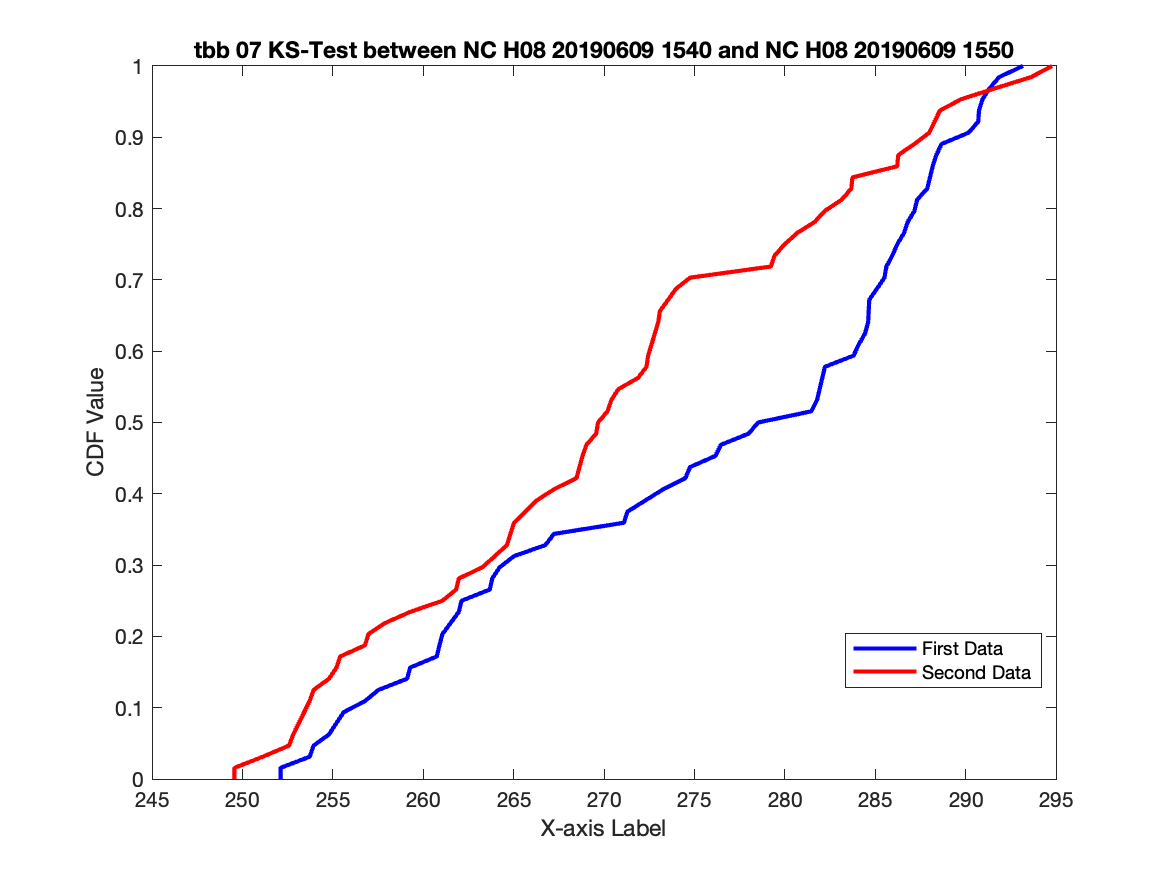 tbb 07 KS-Test between NC H08 20190609 1540 and NC H08 20190609 1550
1
0.9
0.8
0.7
0.6
0.5
0.4
0.3
0.2
0.1
0
CDF Value
First Data
Second Data
245 250 255 260 265 270 275 280 285 290 295
X-axis Label